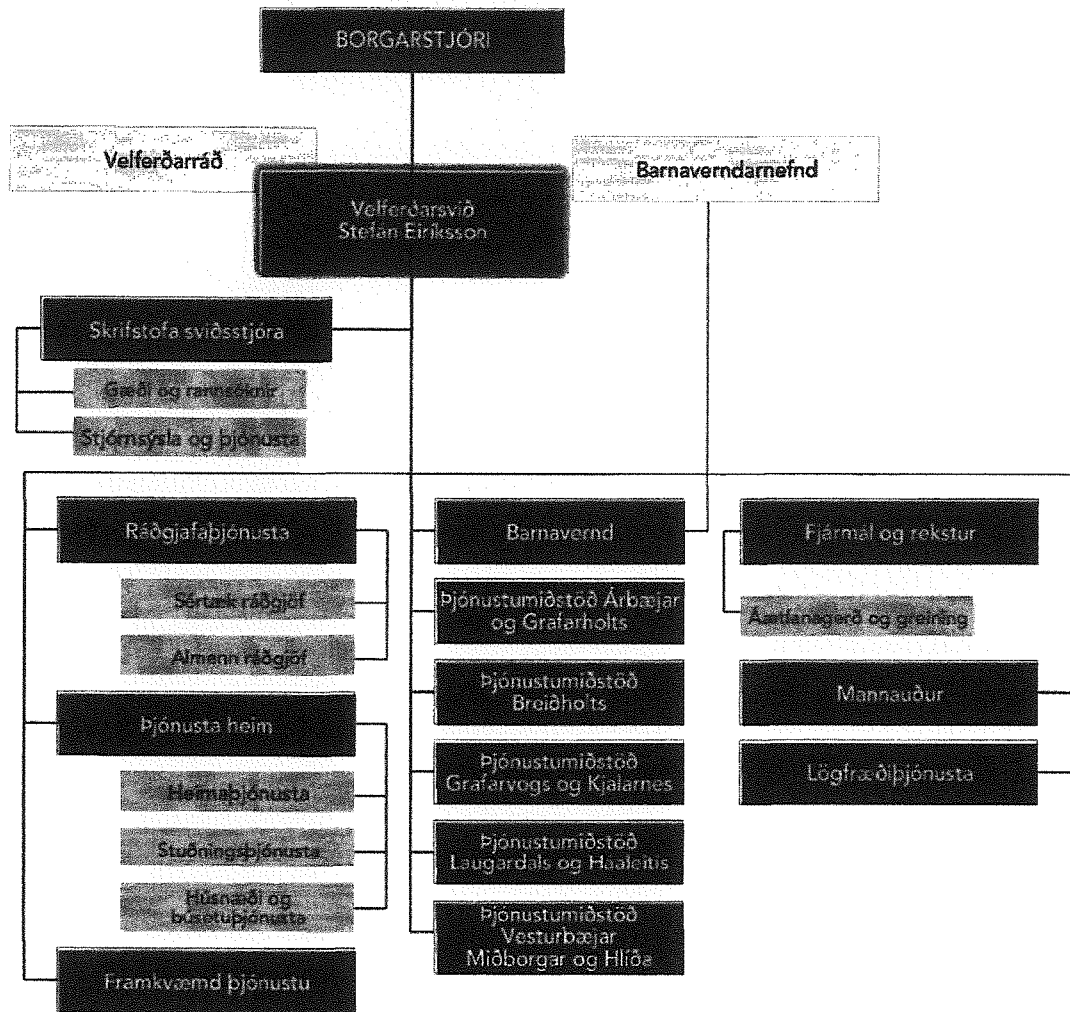 BORGARSTJÓRI
Velferðarráð
Barnaverndarnefnd
Velferðarsvið
Stefán Eiríksson
Skrifstofa sviðsstjóra
Gæði og rannsóknir
Stjórnsýsla og þjónusta
Ráðgjafaþjónusta
Sértæk ráðgjöf
Almenn ráðgjöf
Þjónusta heim
Heimaþjónusta
Stuðningsþjónusta
Húsnæði og
búsetuþjónusta
Framkvæmd þjónustu
Barnavernd
Þjónustumiðstöð Árbæjar
og Grafarholts
Þjónustumiðstöð
Breiðholts
Þjónustumiðstöð
Grafarvogs og Kjalarnes
Þjónustumiðstöð
Laugardals og Háaleitis
Þjónustumiðstöð
Vesturbæjar
Miðborgar og Hlíða
Fjármál og rekstur
Áætlanagerð og greining
Mannauður
Lögfræðiþjónusta